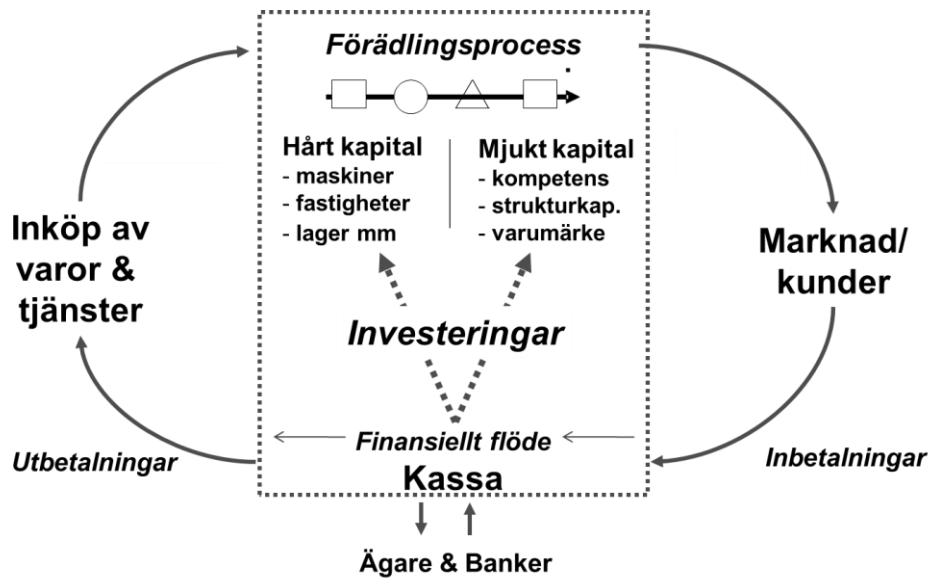 Förädlingsprocess
Hårt kapital
- maskiner
- fastigheter
- lager mm
Mjukt kapital
- kompetens
- strukturkap.
- varumärke
Inköp av
varor &
tjänster
Marknad/
kunder
Investeringar
Utbetalningar
Finansiellt flöde
Inbetalningar
Kassa
Ägare & Banker